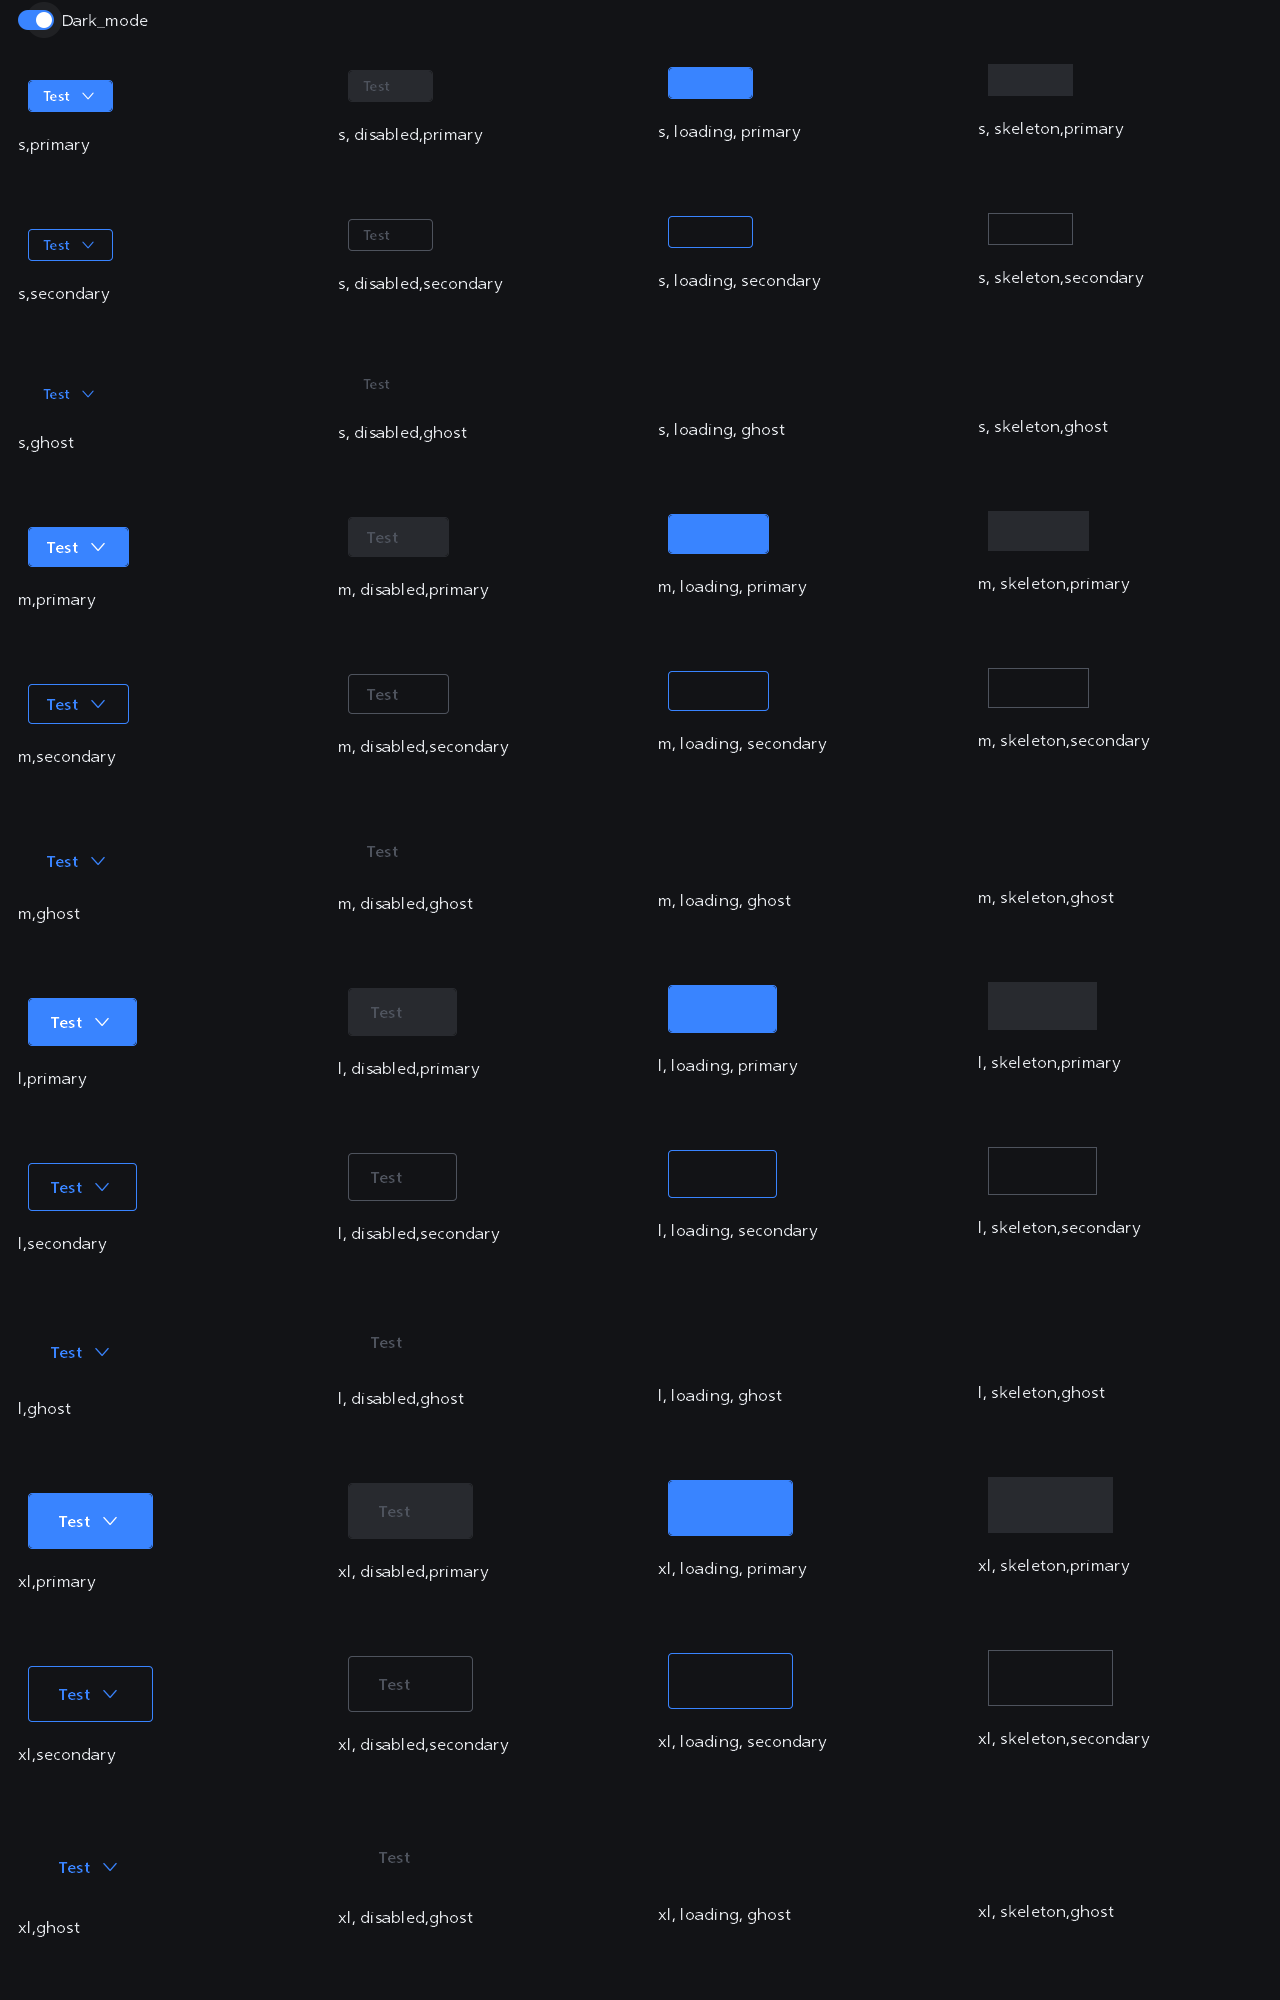 Dark_mode
Test
Test
s,primary
s, disabled,primary
s, loading, primary
s, skeleton,primary
Test
Test
s,secondary
s, disabled,secondary
s, loading, secondary
s, skeleton,secondary
Test
Test
s,ghost
s, disabled,ghost
s, loading, ghost
s, skeleton,ghost
Test
Test
m,primary
m, disabled,primary
m, loading, primary
m, skeleton,primary
Test
Test
m,secondary
m, disabled,secondary
m, loading, secondary
m, skeleton,secondary
Test
Test
m,ghost
m, disabled,ghost
m, loading, ghost
m, skeleton,ghost
Test
Test
l,primary
l, disabled,primary
l, loading, primary
l, skeleton,primary
Test
Test
l,secondary
l, disabled,secondary
l, loading, secondary
l, skeleton,secondary
Test
Test
l,ghost
l, disabled,ghost
l, loading, ghost
l, skeleton,ghost
Test
Test
xl,primary
xl, disabled,primary
xl, loading, primary
xl, skeleton,primary
Test
Test
xl,secondary
xl, disabled,secondary
xl, loading, secondary
xl, skeleton,secondary
Test
Test
xl,ghost
xl, disabled,ghost
xl, loading, ghost
xl, skeleton,ghost